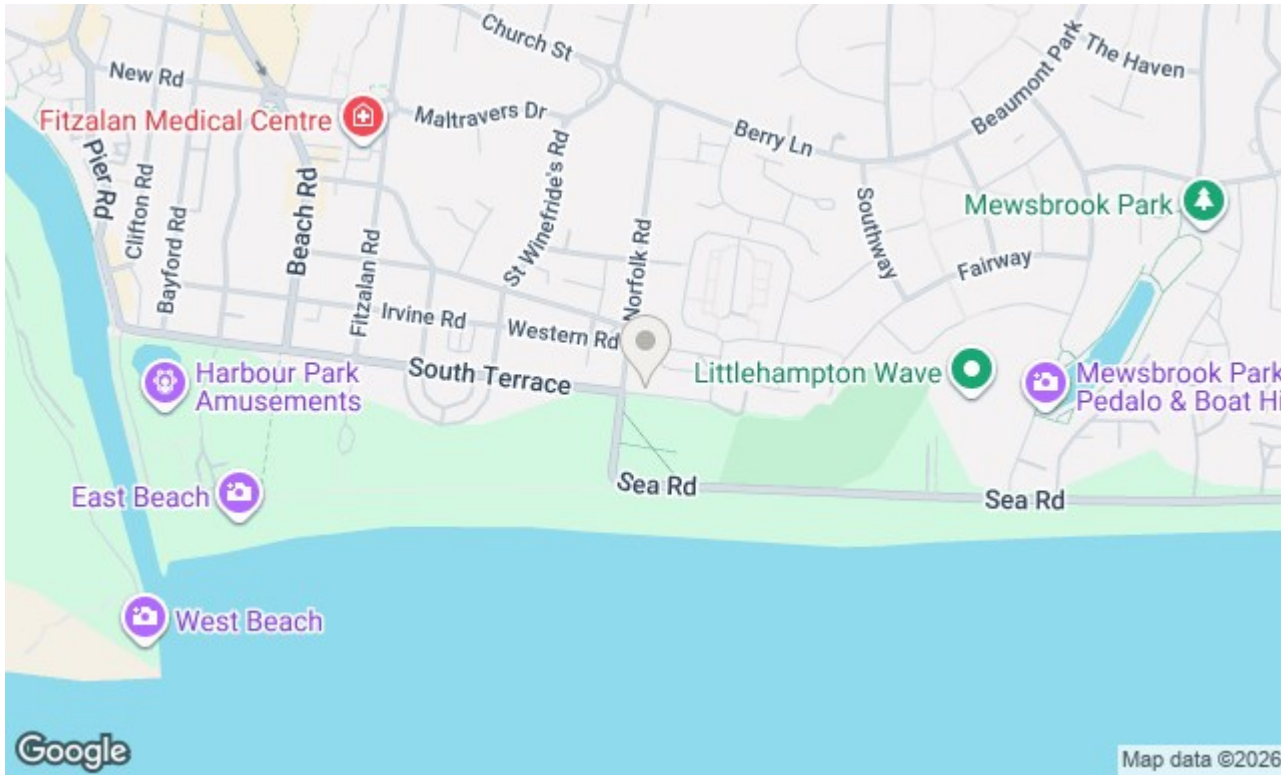 Church St
The Haven
Beaumont Park
New Rd
Fitzalan Medical Centre
Maltravers Dr
Berry Ln
Pier Rd
Clifton Rd
Bayford Rd
Beach Rd
Fitzalan Rd
St Winefride's Rd
Norfolk Rd
Southway
Mewsbrook Park
Fairway
Irvine Rd
Western Rd
South Terrace
Harbour Park
Amusements
Littlehampton Wave
Mewsbrook Park
Pedalo & Boat Hi
East Beach
Sea Rd
Sea Rd
West Beach
Google
Map data ©2026